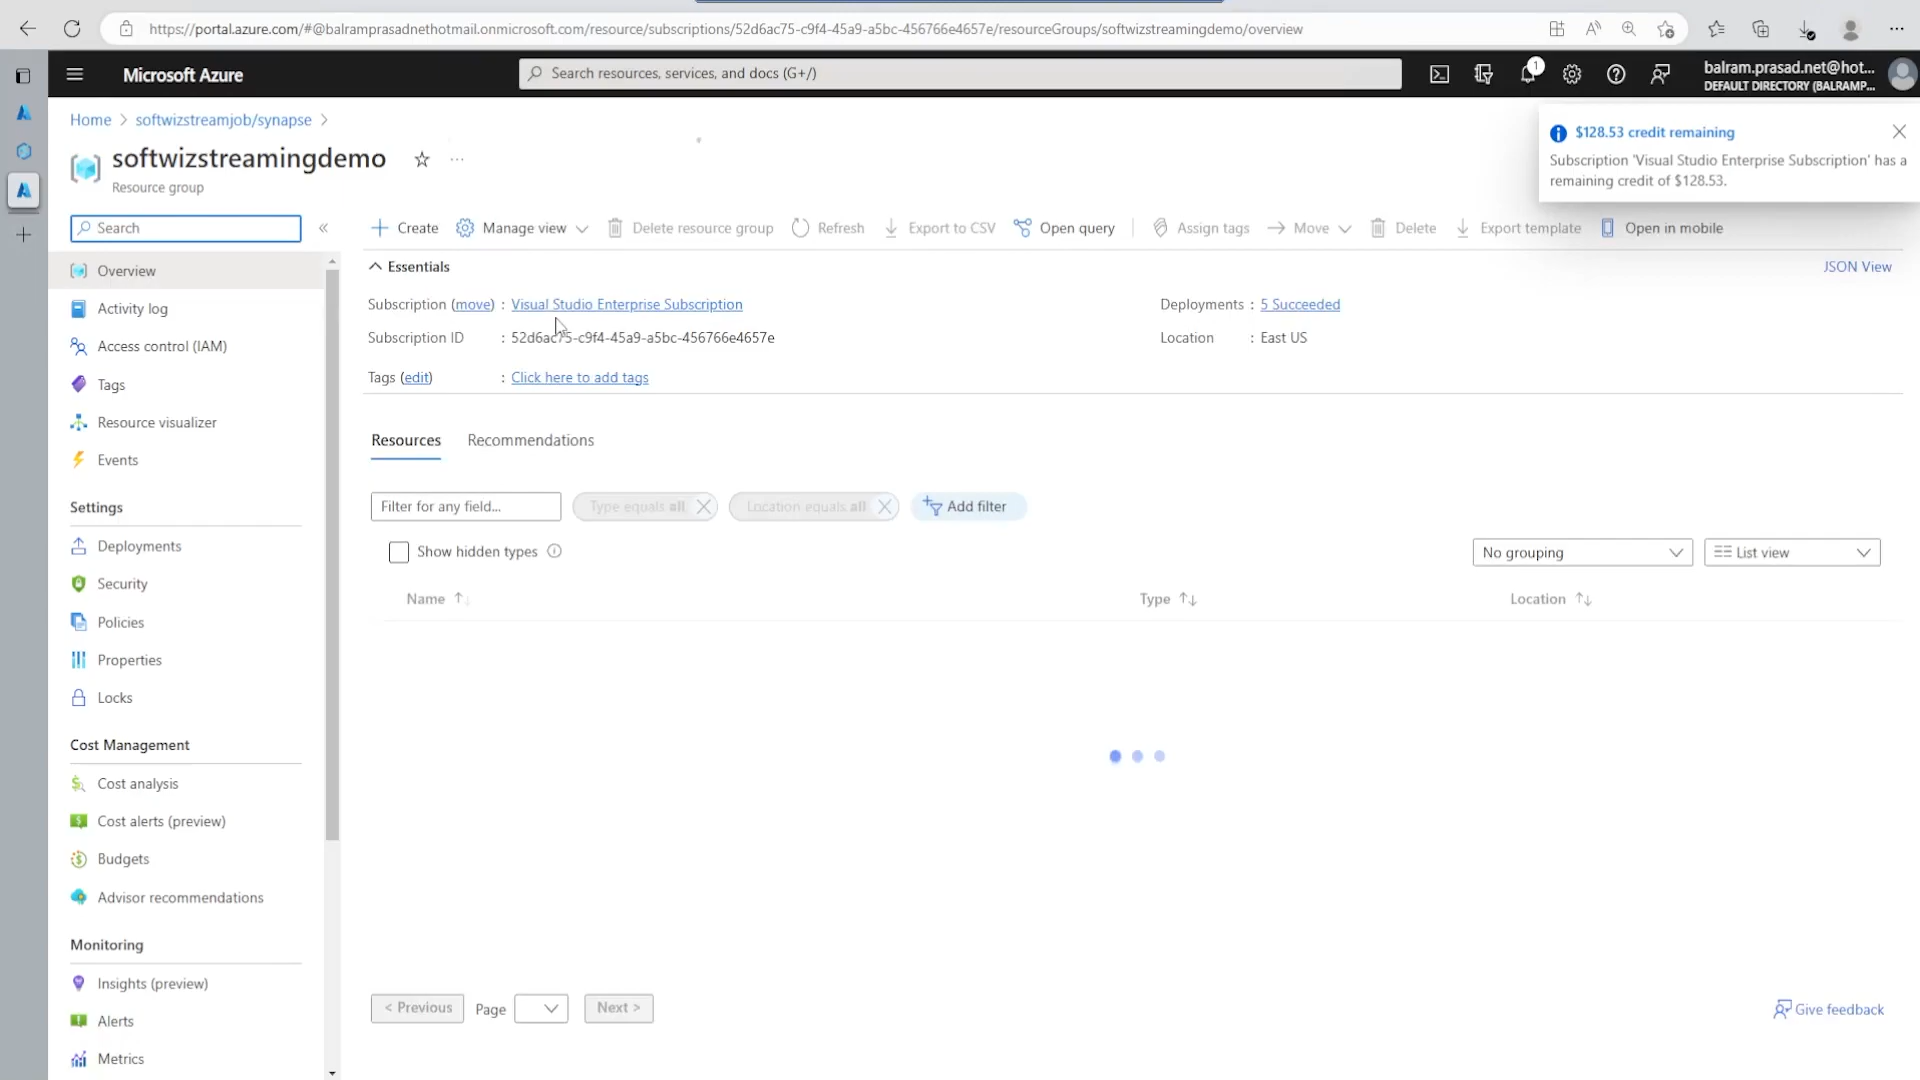 https://portal.azure.com/#@balramprasadnethotmail.onmicrosoft.com/resource/subscriptions/52d6ac75-c9f4-45a9-a5bc-456766e4657e/resourceGroups/softwizstreamingdemo/overview
Microsoft Azure
Search resources, services, and docs (G+/)
1
balram.prasad.net@hot...
DEFAULT DIRECTORY (BALRAMP...
Home > softwizstreamjob/synapse >
softwizstreamingdemo
Resource group
$128.53 credit remaining
Subscription 'Visual Studio Enterprise Subscription' has a
remaining credit of $128.53.
Search
Create
Manage view
Delete resource group
Refresh
Export to CSV
Open query
Assign tags
Move
Delete
Export template
Open in mobile
Overview
Activity log
Access control (IAM)
Tags
Resource visualizer
Events
Settings
Deployments
Security
Policies
Properties
Locks
Cost Management
Cost analysis
Cost alerts (preview)
Budgets
Advisor recommendations
Monitoring
Insights (preview)
Alerts
Metrics
Essentials
JSON View
Subscription (move) : Visual Studio Enterprise Subscription
Deployments : 5 Succeeded
Subscription ID : 52d6ac75-c9f4-45a9-a5bc-456766e4657e
Location : East US
Tags (edit) : Click here to add tags
Resources
Recommendations
Filter for any field...
Type equals all
Location equals all
Add filter
Show hidden types
No grouping
List view
Name
Type
Location
< Previous
Page
Next >
Give feedback